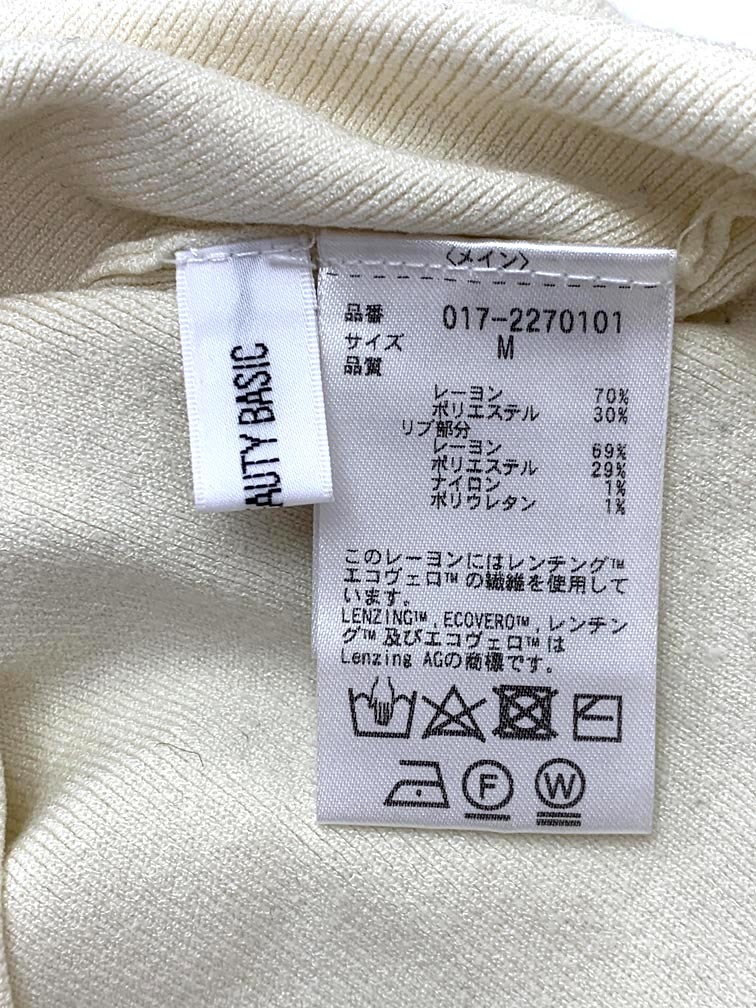 AUTY BASIC
〈メイン〉
品番 017-2270101
サイズ M
品質
レーヨン 70%
ポリエステル 30%
リブ部分
レーヨン 69%
ポリエステル 29%
ナイロン 1%
ポリウレタン 1%
このレーヨンにはレンチング™
エコヴェロ™の繊維を使用して
います。
LENZING™,ECOVERO™,レンチン
グ™及びエコヴェロ™は
Lenzing AGの商標です。
F W